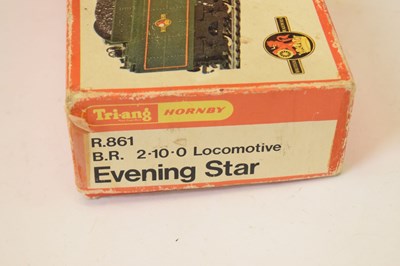 Tri-ang HORNBY
R.861
B.R. 2-10-0 Locomotive
Evening Star